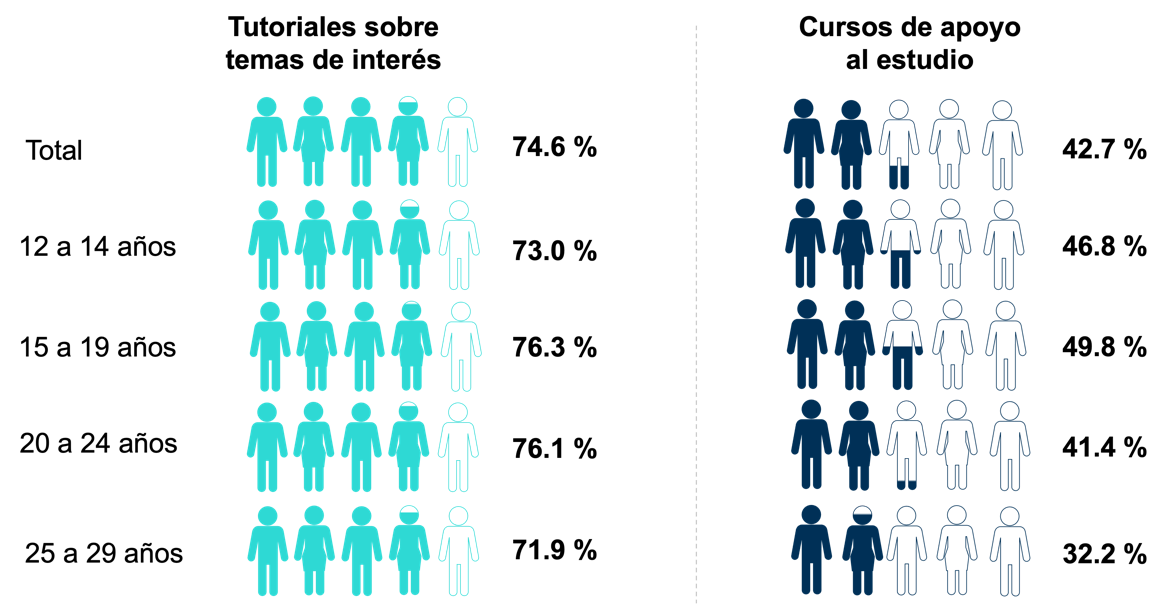 Tutoriales sobre
temas de interés
Cursos de apoyo
al estudio
Total
74.6 %
42.7 %
12 a 14 años
73.0 %
46.8 %
15 a 19 años
76.3 %
49.8 %
20 a 24 años
76.1 %
41.4 %
25 a 29 años
71.9 %
32.2 %